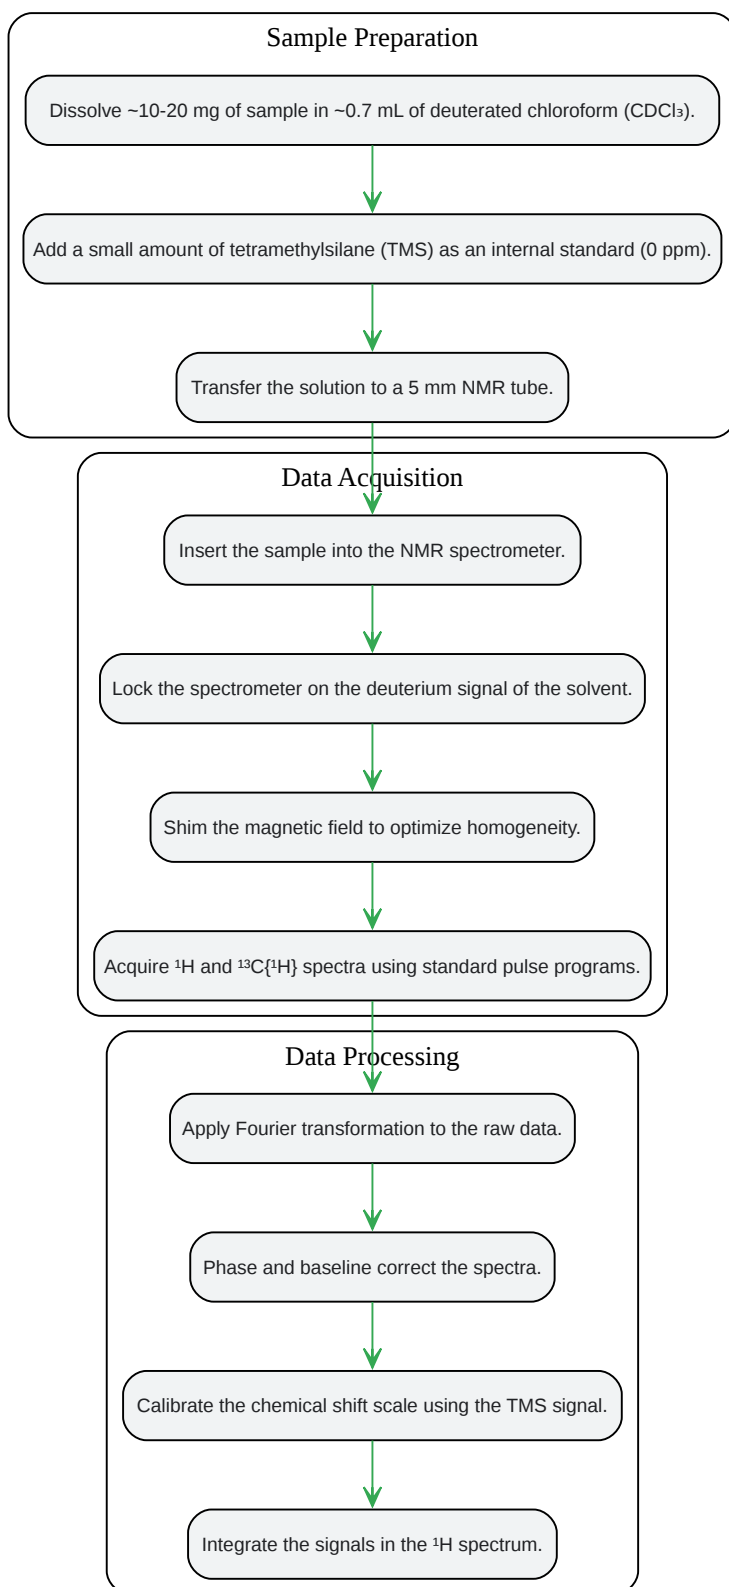 Sample Preparation
Dissolve ~10-20 mg of sample in ~0.7 mL of deuterated chloroform (CDCl₃).
Add a small amount of tetramethylsilane (TMS) as an internal standard (0 ppm).
Transfer the solution to a 5 mm NMR tube.
Data Acquisition
Insert the sample into the NMR spectrometer.
Lock the spectrometer on the deuterium signal of the solvent.
Shim the magnetic field to optimize homogeneity.
Acquire ¹H and ¹³C{¹H} spectra using standard pulse programs.
Data Processing
Apply Fourier transformation to the raw data.
Phase and baseline correct the spectra.
Calibrate the chemical shift scale using the TMS signal.
Integrate the signals in the ¹H spectrum.